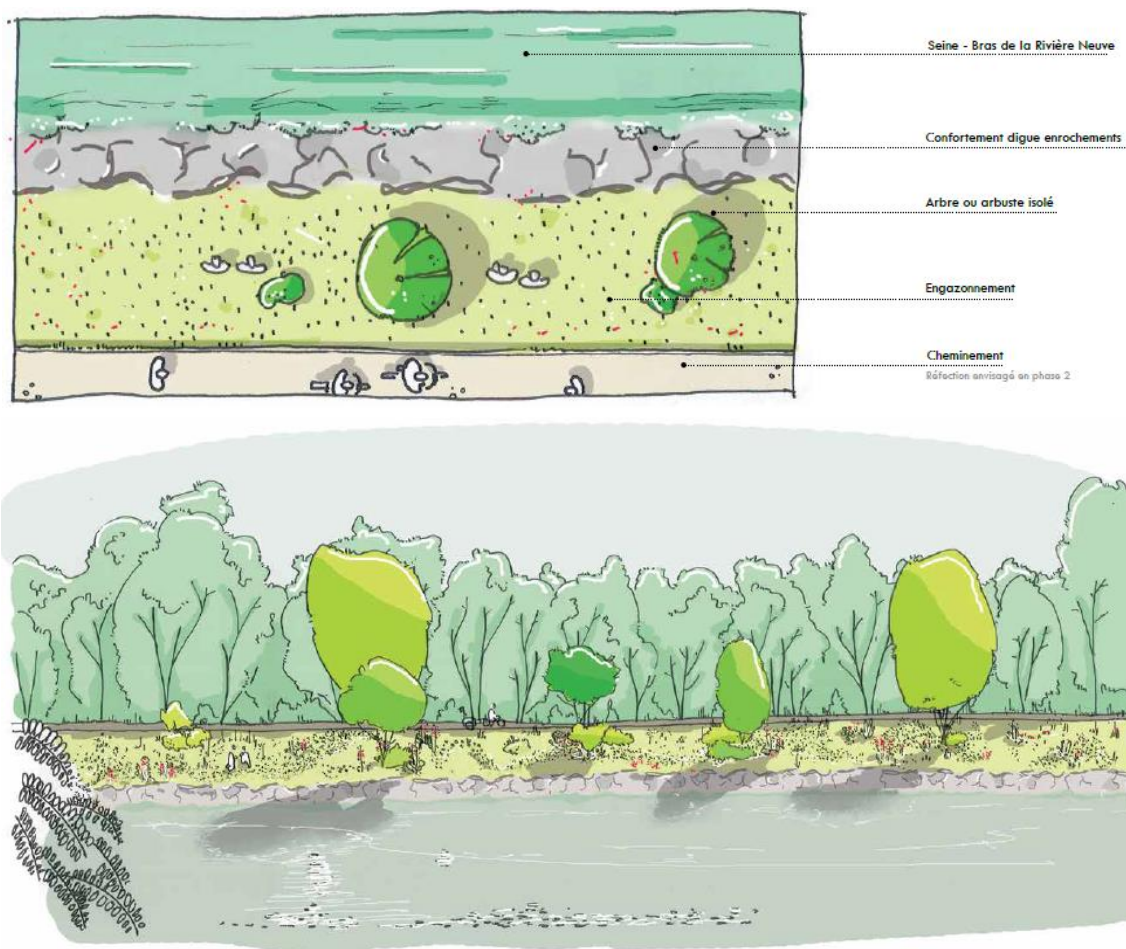 Seine - Bras de la Rivière Neuve
Confortement digue enrochements
Arbre ou arbuste isolé
Engazonnement
Cheminement
Réfection envisagé en phase 2